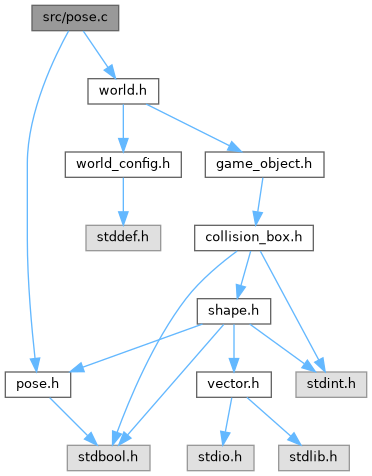 src/pose.c
world.h
world_config.h
game_object.h
stddef.h
collision_box.h
shape.h
pose.h
vector.h
stdint.h
stdbool.h
stdio.h
stdlib.h